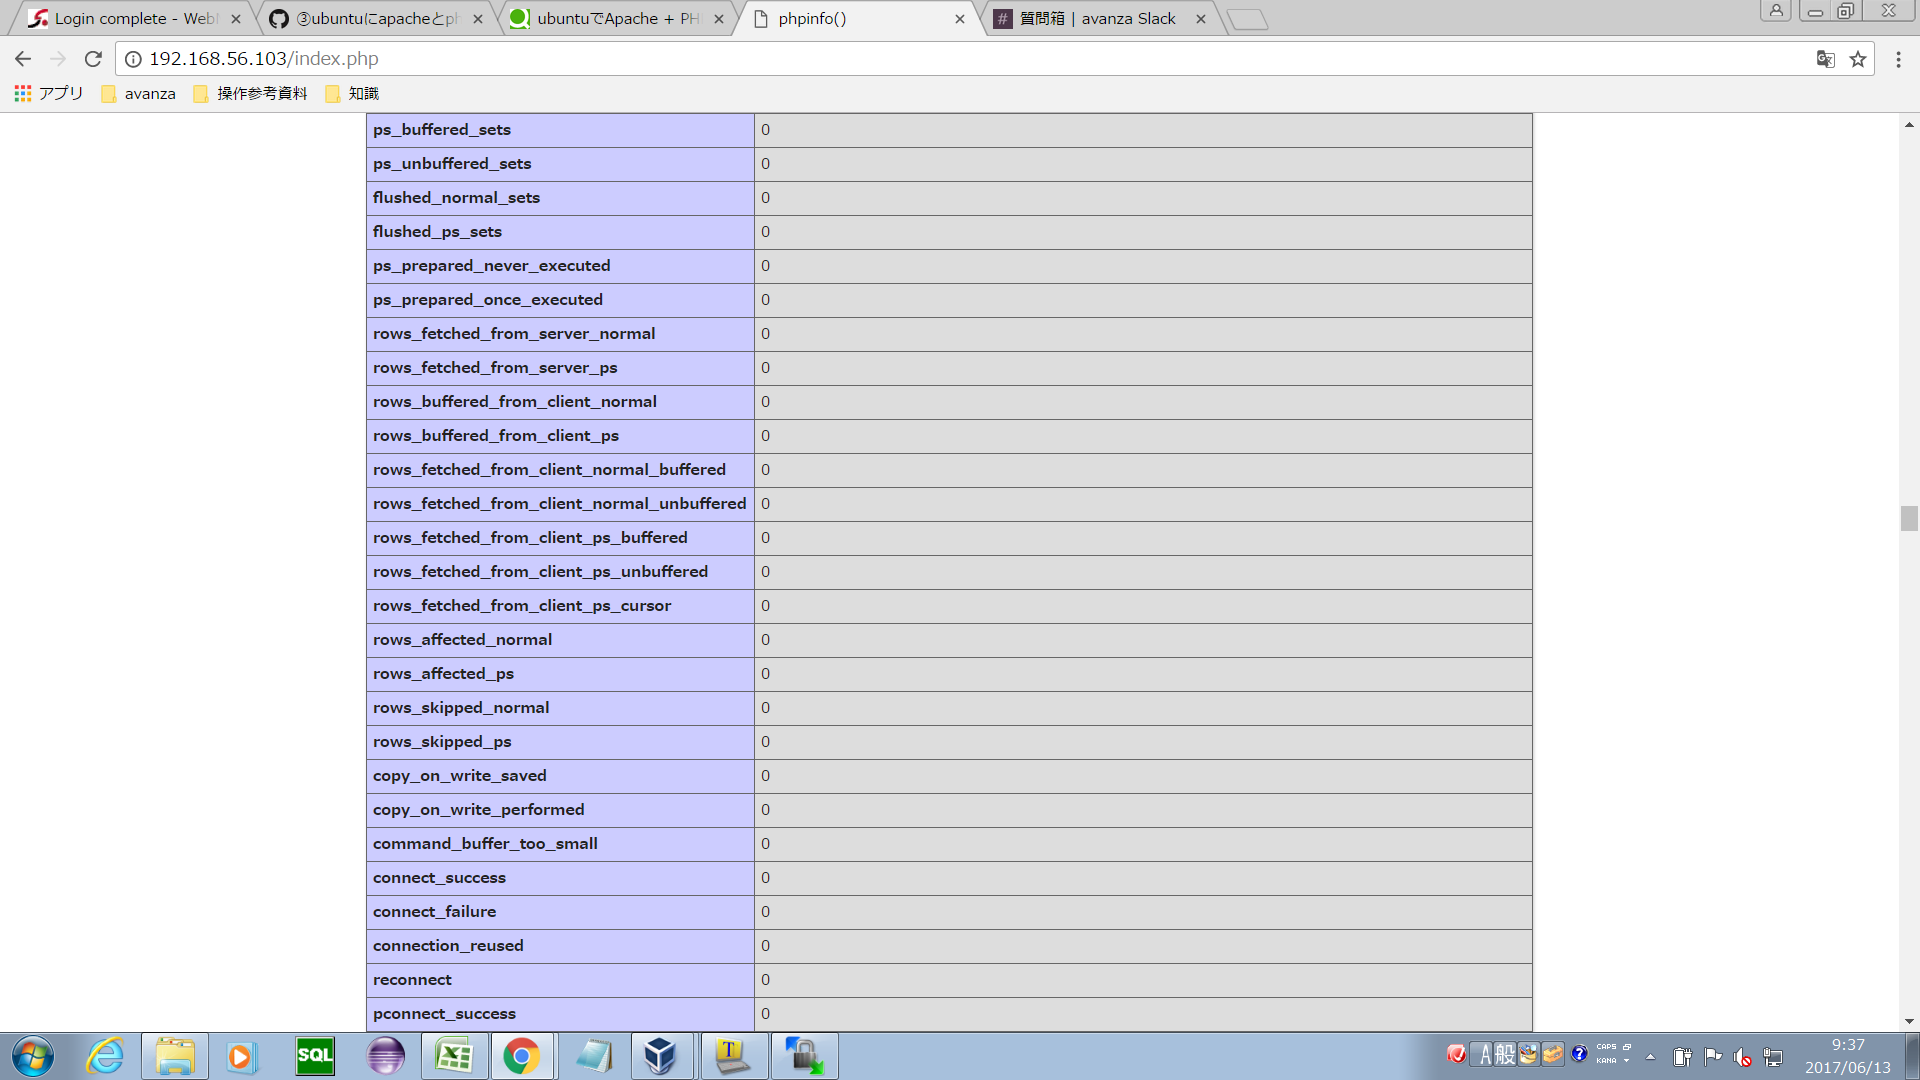 Login complete - Web
③ubuntuにapacheとph
ubuntuでApache + PH
phpinfo()
質問箱 | avanza Slack
192.168.56.103/index.php
アプリ
avanza
操作参考資料
知識
ps_buffered_sets 0
ps_unbuffered_sets 0
flushed_normal_sets 0
flushed_ps_sets 0
ps_prepared_never_executed 0
ps_prepared_once_executed 0
rows_fetched_from_server_normal 0
rows_fetched_from_server_ps 0
rows_buffered_from_client_normal 0
rows_buffered_from_client_ps 0
rows_fetched_from_client_normal_buffered 0
rows_fetched_from_client_normal_unbuffered 0
rows_fetched_from_client_ps_buffered 0
rows_fetched_from_client_ps_unbuffered 0
rows_fetched_from_client_ps_cursor 0
rows_affected_normal 0
rows_affected_ps 0
rows_skipped_normal 0
rows_skipped_ps 0
copy_on_write_saved 0
copy_on_write_performed 0
command_buffer_too_small 0
connect_success 0
connect_failure 0
connection_reused 0
reconnect 0
pconnect_success 0
SQL
A 般
CAPS
KANA
9:37
2017/06/13